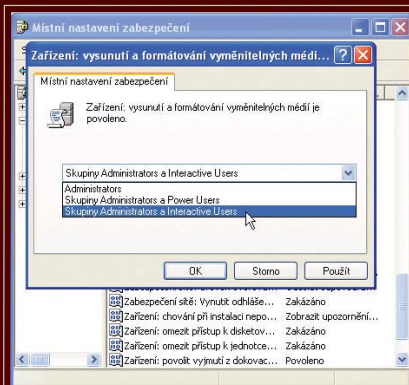 Místní nastavení zabezpečení
Zařízení: vysunutí a formátování vyměnitelných médi...
Místní nastavení zabezpečení
Zařízení: vysunutí a formátování vyměnitelných médií je
povoleno.
Skupiny Administrators a Interactive Users
Administrators
Skupiny Administrators a Power Users
Skupiny Administrators a Interactive Users
OK Storno Použít
Zabezpečení sítě: Vynutit odhláše... Zakázáno
Zařízení: chování při instalaci nepo... Zobrazit upozornění...
Zařízení: omezit přístup k disketov... Zakázáno
Zařízení: omezit přístup k jednotce... Zakázáno
Zařízení: povolit vyjmutí z dokovac... Povoleno